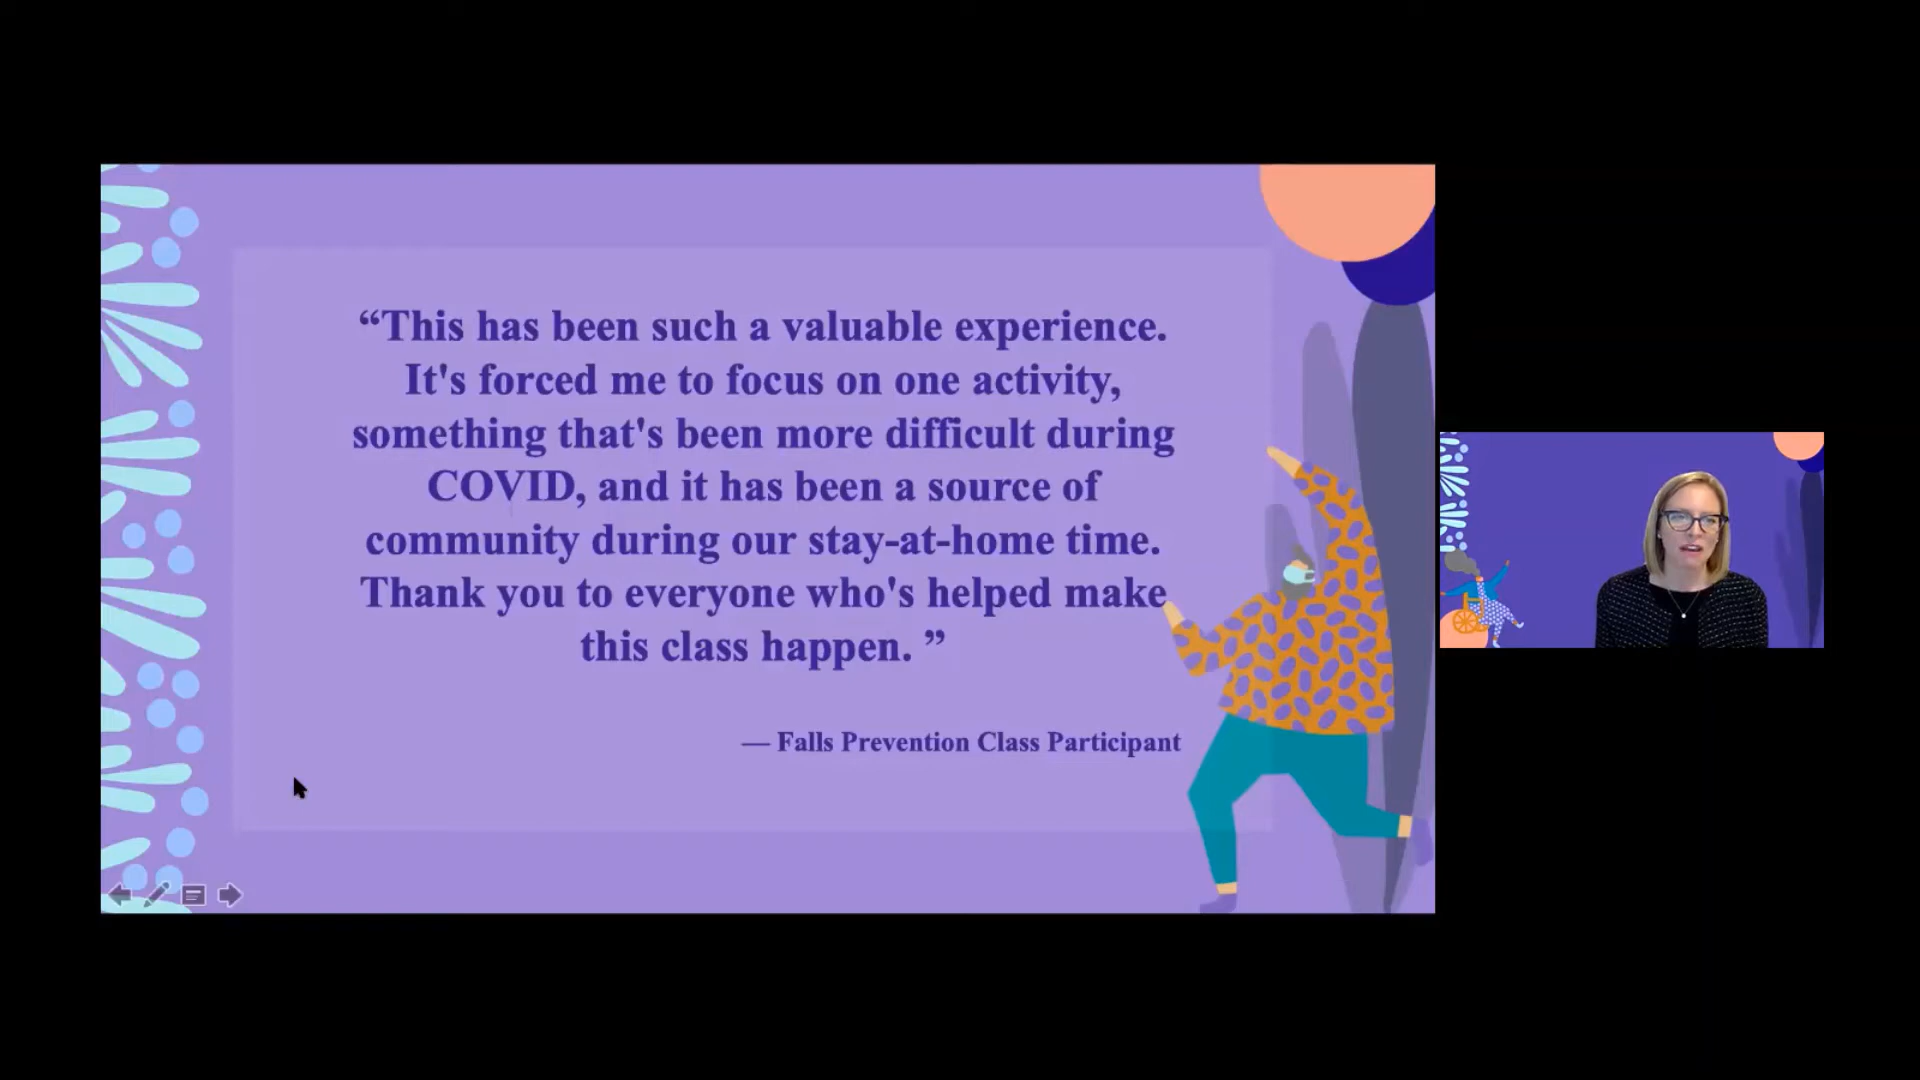 “This has been such a valuable experience.
It's forced me to focus on one activity,
something that's been more difficult during
COVID, and it has been a source of
community during our stay-at-home time.
Thank you to everyone who's helped make
this class happen. ”
— Falls Prevention Class Participant